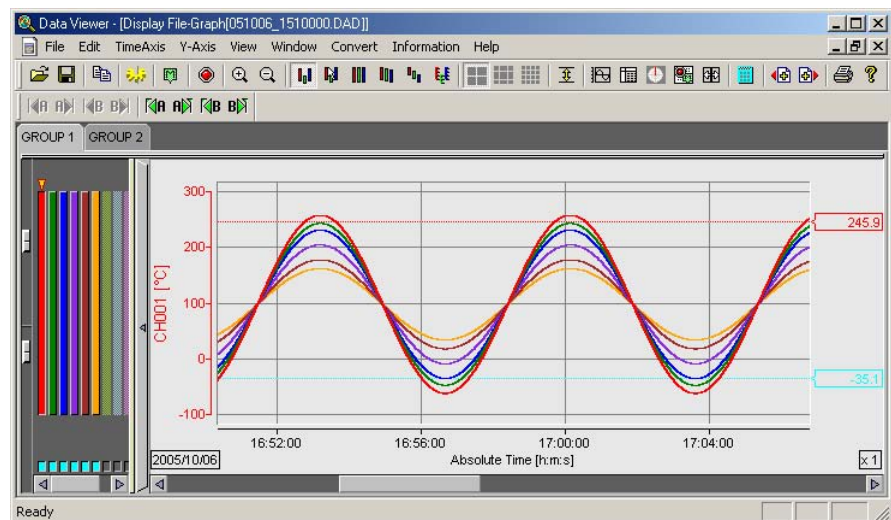 Data Viewer - [Display File-Graph[051006_1510000.DAD]]
File Edit TimeAxis Y-Axis View Window Convert Information Help
A A B B A A B B
GROUP 1 GROUP 2
300
245.9
200
CH001 [°C]
100
0
-35.1
-100
16:52:00 16:56:00 17:00:00 17:04:00
2005/10/06 Absolute Time [h:m:s] x 1
Ready